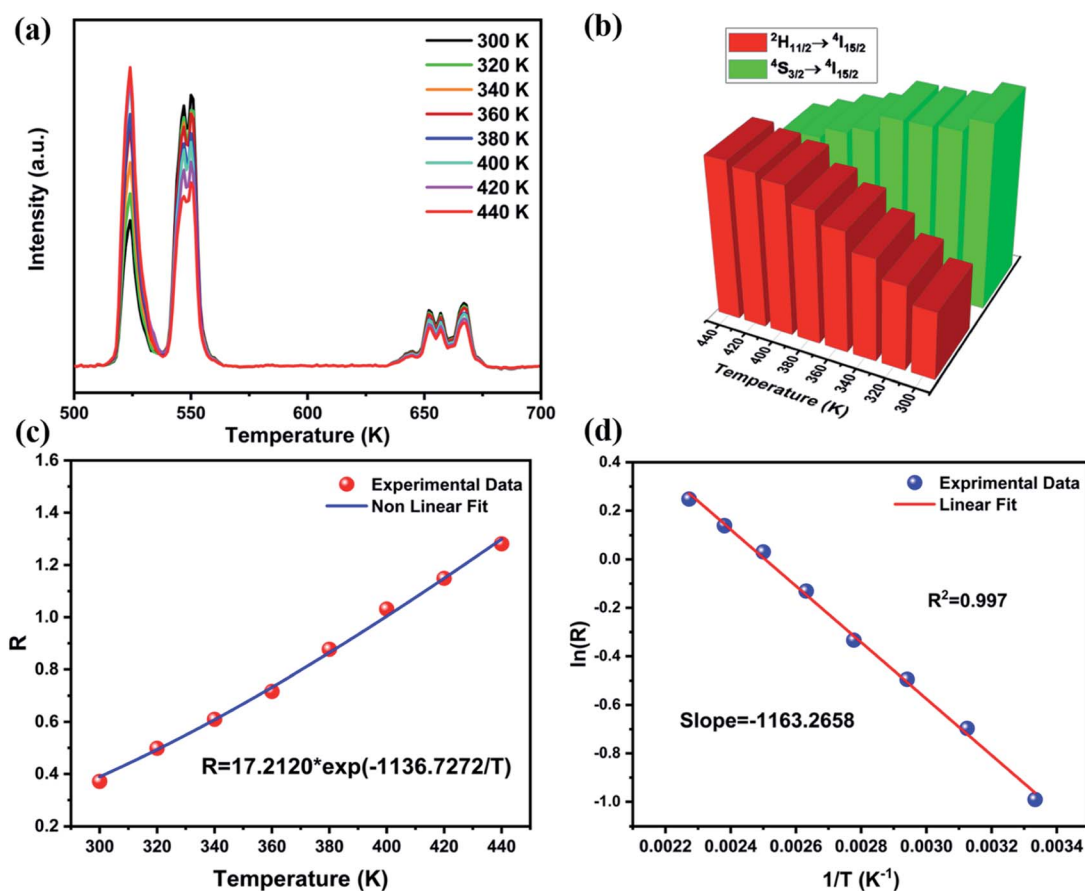 (a)
300 K
320 K
340 K
360 K
380 K
400 K
420 K
440 K
Intensity (a.u.)
500 550 600 650 700
Temperature (K)
(b)
²H₁₁/₂→ ⁴I₁₅/₂
⁴S₃/₂→ ⁴I₁₅/₂
440 420 400 380 360 340 320 300
Temperature (K)
(c)
1.6
1.4
1.2
1.0
0.8
0.6
0.4
0.2
R
Experimental Data
Non Linear Fit
R=17.2120*exp(-1136.7272/T)
300 320 340 360 380 400 420 440
Temperature (K)
(d)
0.4
0.2
0.0
-0.2
-0.4
-0.6
-0.8
-1.0
ln(R)
Exprimental Data
Linear Fit
R²=0.997
Slope=-1163.2658
0.0022 0.0024 0.0026 0.0028 0.0030 0.0032 0.0034
1/T (K⁻¹)